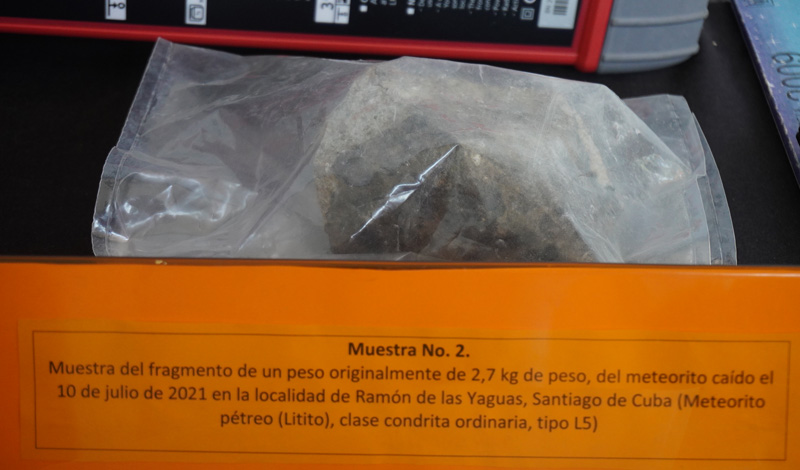 Muestra No. 2.
Muestra del fragmento de un peso originalmente de 2,7 kg de peso, del meteorito caído el
10 de julio de 2021 en la localidad de Ramón de las Yaguas, Santiago de Cuba (Meteorito
pétreo (Litito), clase condrita ordinaria, tipo L5)